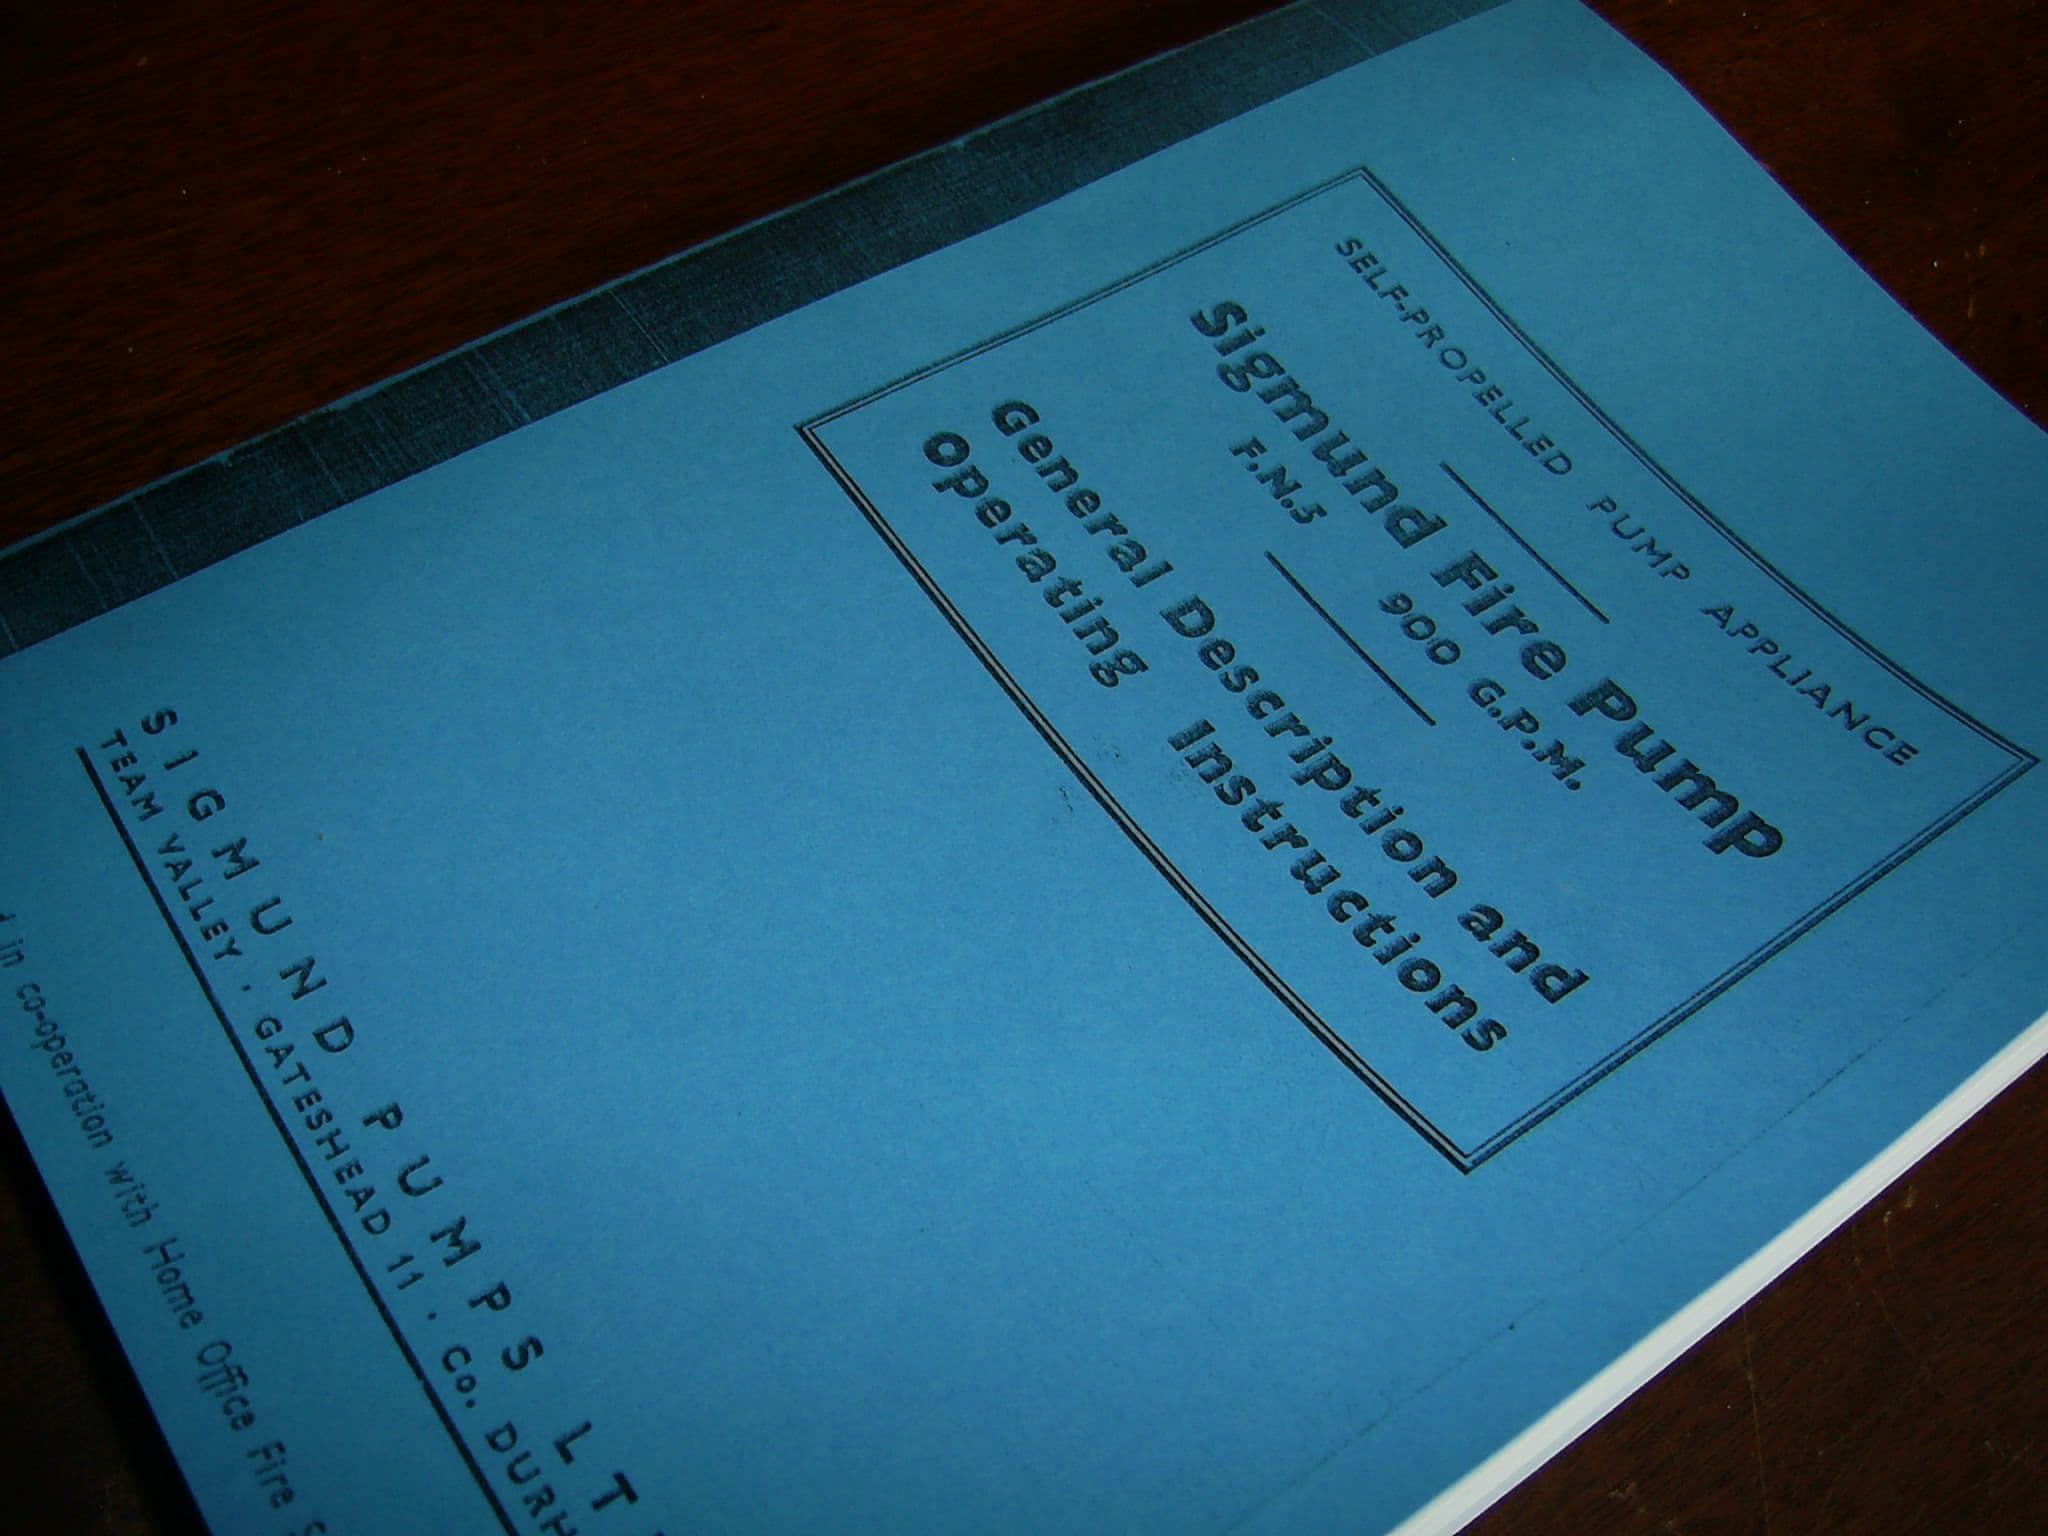 SELF-PROPELLED PUMP APPLIANCE
Sigmund Fire Pump
F.N.5 900 G.P.M.
General Description and
Operating Instructions
SIGMUND PUMPS LT
TEAM VALLEY . GATESHEAD 11 . CO. DURH
in co-operation with Home Office Fire S